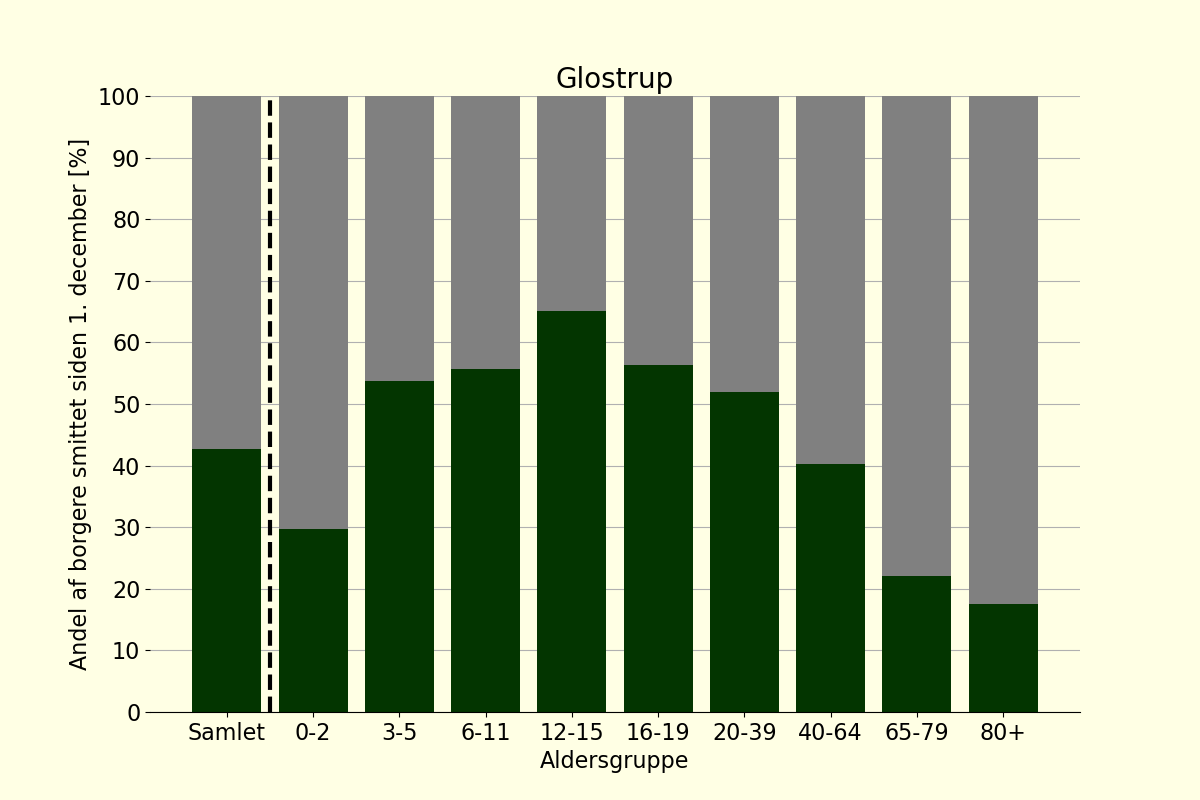 Glostrup
Andel af borgere smittet siden 1. december [%]
100
90
80
70
60
50
40
30
20
10
0
Samlet 0-2 3-5 6-11 12-15 16-19 20-39 40-64 65-79 80+
Aldersgruppe